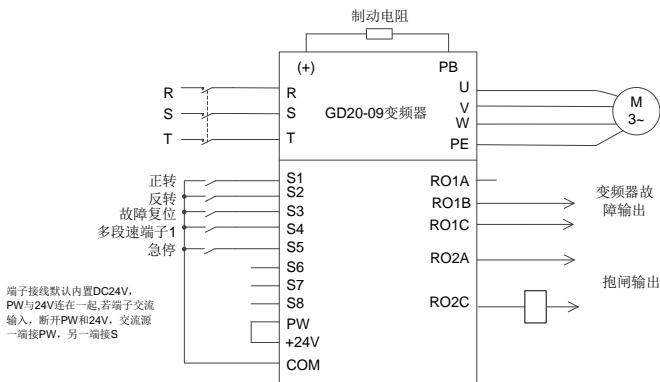 制动电阻
(+)
PB
R
S
T
R
S
T
GD20-09变频器
U
V
W
PE
M
3~
正转
反转
故障复位
多段速端子1
急停
S1
S2
S3
S4
S5
S6
S7
S8
PW
+24V
COM
RO1A
RO1B
RO1C
RO2A
RO2C
变频器故
障输出
抱闸输出
端子接线默认内置DC24V，
PW与24V连在一起,若端子交流
输入，断开PW和24V，交流源
一端接PW，另一端接S